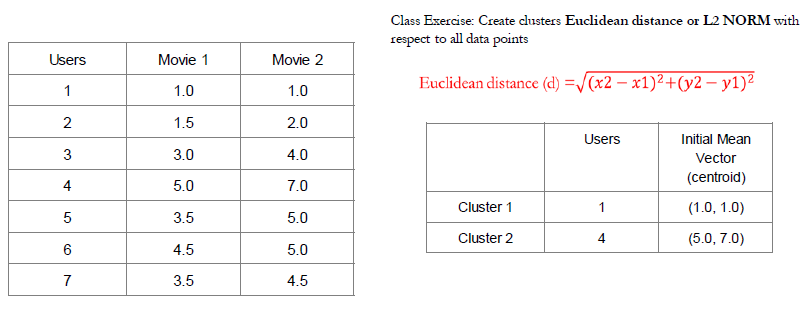 Class Exercise: Create clusters Euclidean distance or L2 NORM with
respect to all data points
Users Movie 1 Movie 2
1 1.0 1.0
2 1.5 2.0
3 3.0 4.0
4 5.0 7.0
5 3.5 5.0
6 4.5 5.0
7 3.5 4.5
Euclidean distance (d) =√(x2 − x1)²+(y2 − y1)²
Users Initial Mean
Vector
(centroid)
Cluster 1 1 (1.0, 1.0)
Cluster 2 4 (5.0, 7.0)